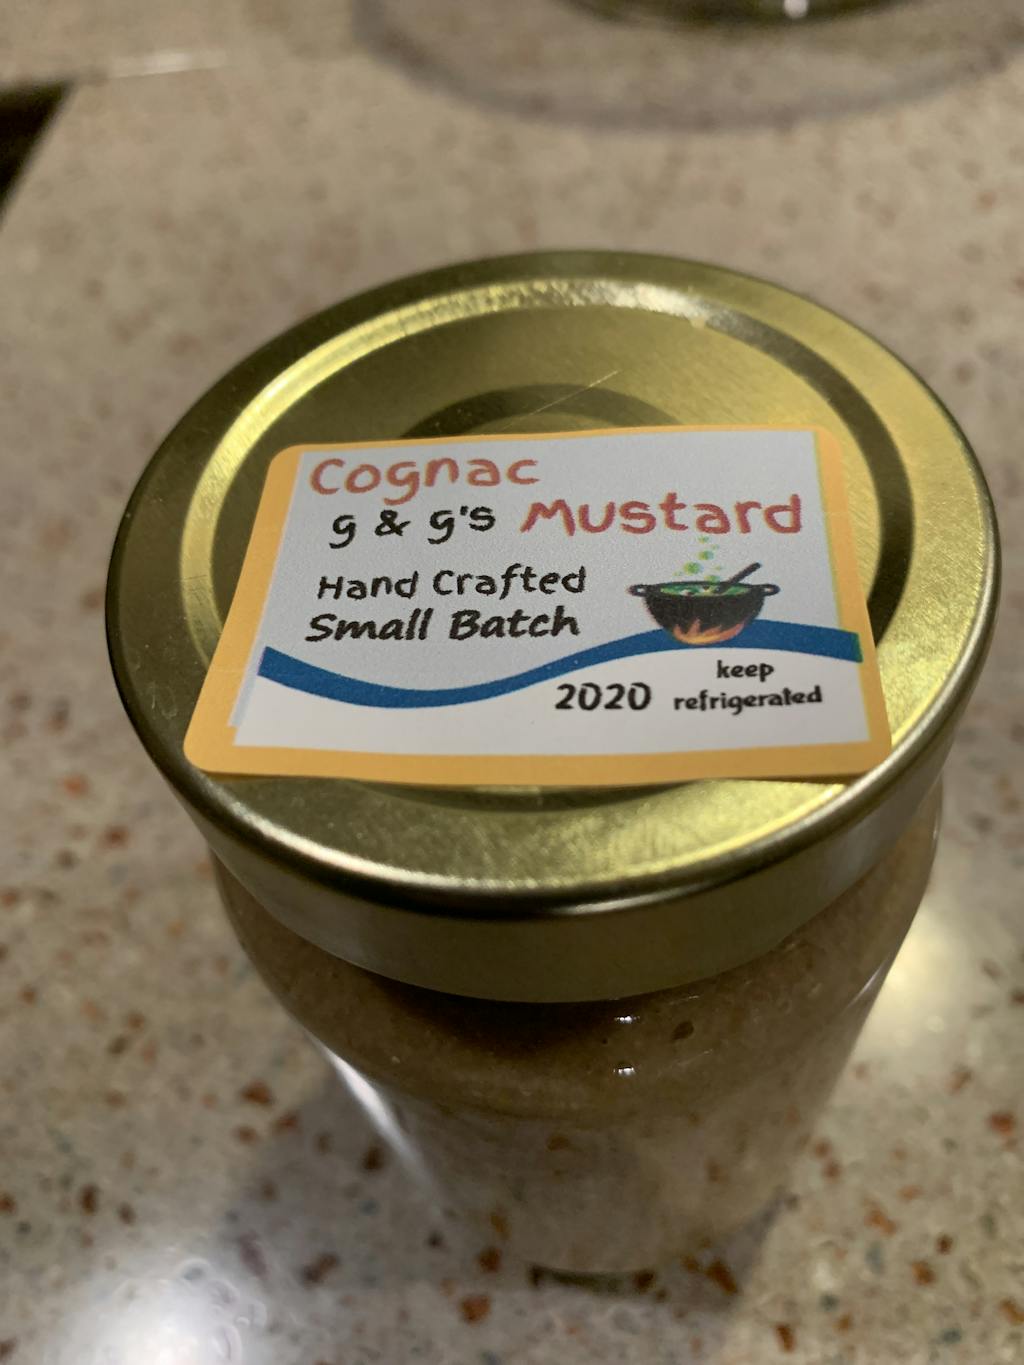 Cognac
g & g's Mustard
Hand Crafted
Small Batch
2020
keep
refrigerated